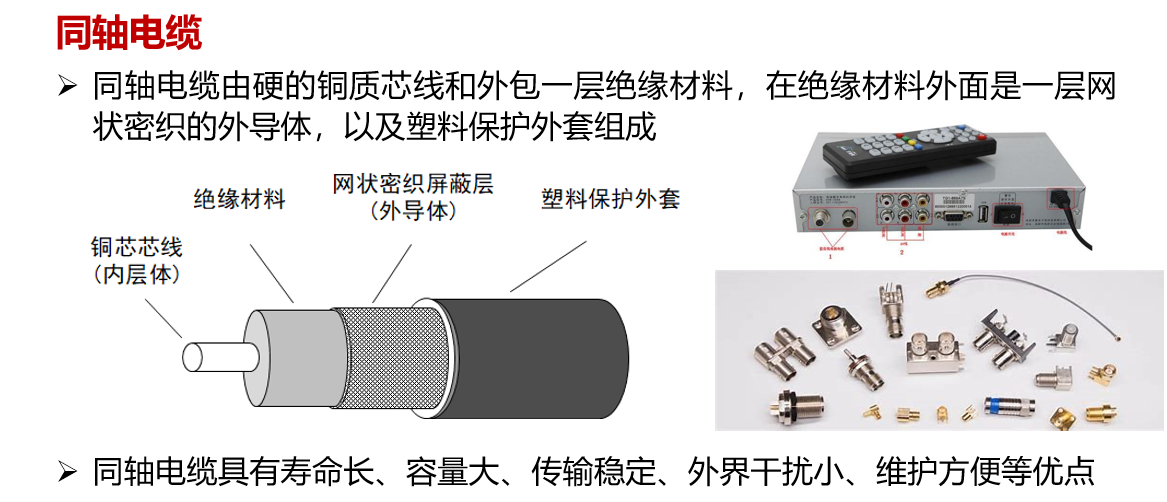 同轴电缆
➢ 同轴电缆由硬的铜质芯线和外包一层绝缘材料，在绝缘材料外面是一层网
状密织的外导体，以及塑料保护外套组成
绝缘材料
网状密织屏蔽层
(外导体)
塑料保护外套
铜芯芯线
(内层体)
1
2
➢ 同轴电缆具有寿命长、容量大、传输稳定、外界干扰小、维护方便等优点